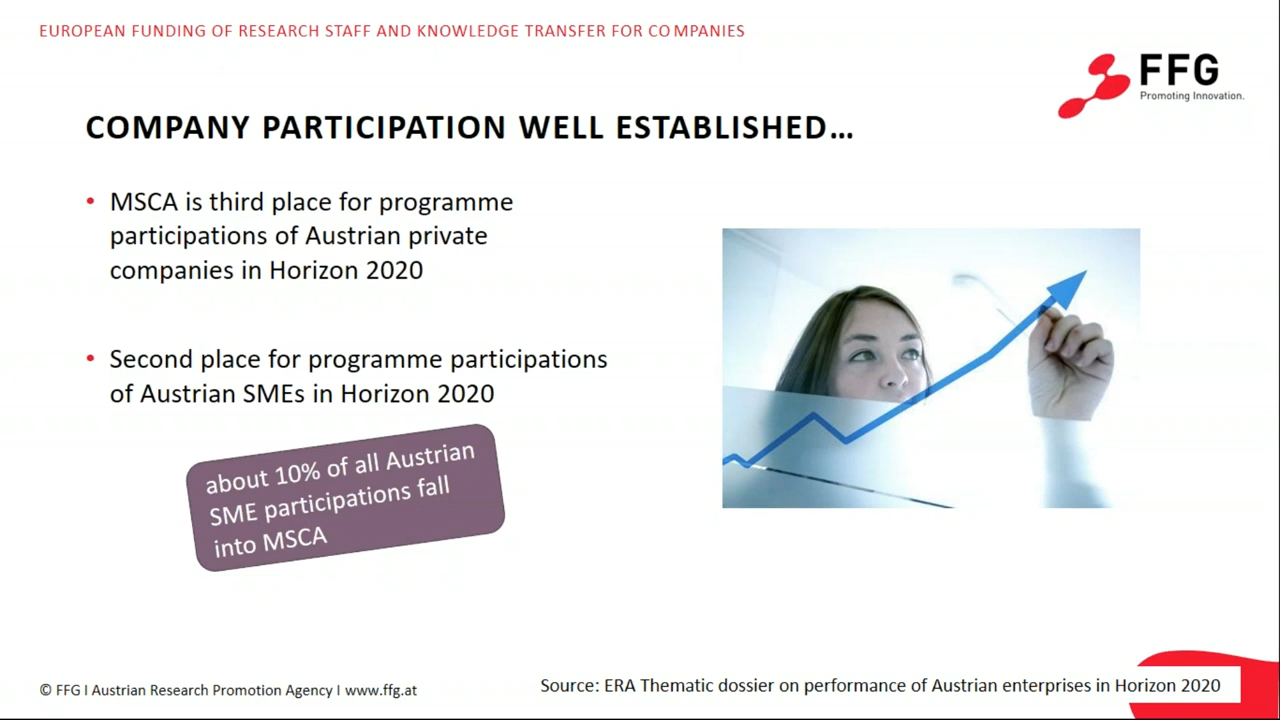 EUROPEAN FUNDING OF RESEARCH STAFF AND KNOWLEDGE TRANSFER FOR COMPANIES
FFG
Promoting Innovation.
COMPANY PARTICIPATION WELL ESTABLISHED…
• MSCA is third place for programme
participations of Austrian private
companies in Horizon 2020
• Second place for programme participations
of Austrian SMEs in Horizon 2020
about 10% of all Austrian
SME participations fall
into MSCA
© FFG I Austrian Research Promotion Agency I www.ffg.at
Source: ERA Thematic dossier on performance of Austrian enterprises in Horizon 2020